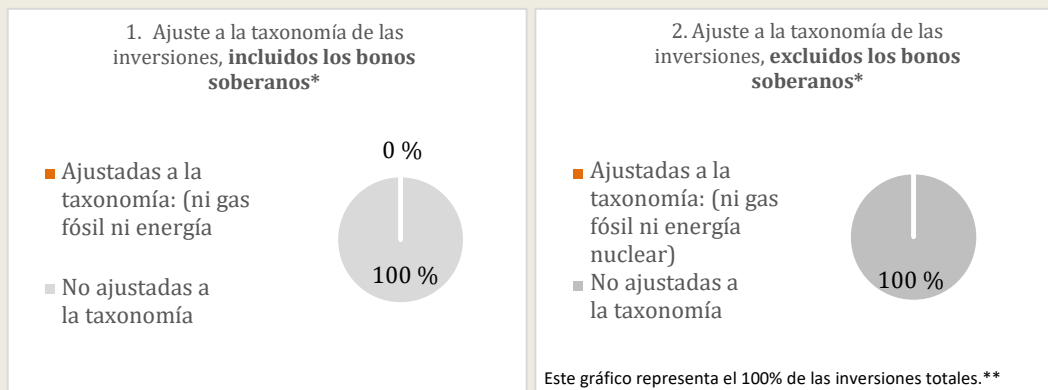 1. Ajuste a la taxonomía de las
inversiones, incluidos los bonos
soberanos*
0 %
Ajustadas a la
taxonomía: (ni gas
fósil ni energía
100 %
No ajustadas a
la taxonomía
2. Ajuste a la taxonomía de las
inversiones, excluidos los bonos
soberanos*
Ajustadas a la
taxonomía: (ni gas
fósil ni energía
nuclear)
100 %
No ajustadas a
la taxonomía
Este gráfico representa el 100% de las inversiones totales.**